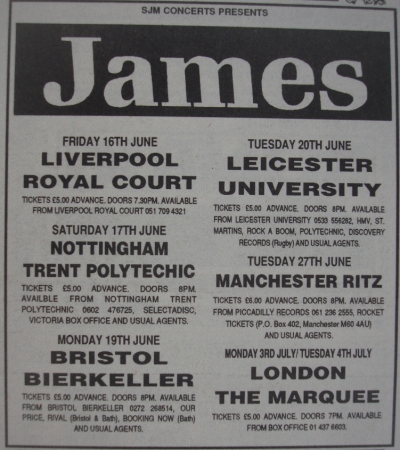 SJM CONCERTS PRESENTS
James
FRIDAY 16TH JUNE
LIVERPOOL
ROYAL COURT
TICKETS £5.00 ADVANCE. DOORS 7.30PM. AVAILABLE
FROM LIVERPOOL ROYAL COURT 051 709 4321
SATURDAY 17TH JUNE
NOTTINGHAM
TRENT POLYTECHIC
TICKETS £5.00 ADVANCE. DOORS 8PM.
AVAILBLE FROM NOTTINGHAM TRENT
POLYTECHNIC 0602 476725, SELECTADISC,
VICTORIA BOX OFFICE AND USUAL AGENTS.
MONDAY 19TH JUNE
BRISTOL
BIERKELLER
TICKETS £5.00 ADVANCE. DOORS 8PM. AVAILABLE
FROM BRISTOL BIERKELLER 0272 268514, OUR
PRICE, RIVAL (Bristol & Bath), BOOKING NOW (Bath)
AND USUAL AGENTS.
TUESDAY 20TH JUNE
LEICESTER
UNIVERSITY
TICKETS £5.00 ADVANCE. DOORS 8PM. AVAILABLE
FROM LEICESTER UNIVERSITY 0533 556282, HMV, ST.
MARTINS, ROCK A BOOM, POLYTECHNIC, DISCOVERY
RECORDS (Rugby) AND USUAL AGENTS.
TUESDAY 27TH JUNE
MANCHESTER RITZ
TICKETS £5.00 ADVANCE. DOORS 8PM. AVAILABLE
FROM PICCADILLY RECORDS 061 236 2555, ROCKET
TICKETS (P.O. Box 402, Manchester M60 4AU)
AND USUAL AGENTS.
MONDAY 3RD JULY/TUESDAY 4TH JULY
LONDON
THE MARQUEE
TICKETS £5.00 ADVANCE. DOORS 7PM. AVAILABLE
FROM BOX OFFICE 01 437 6603.